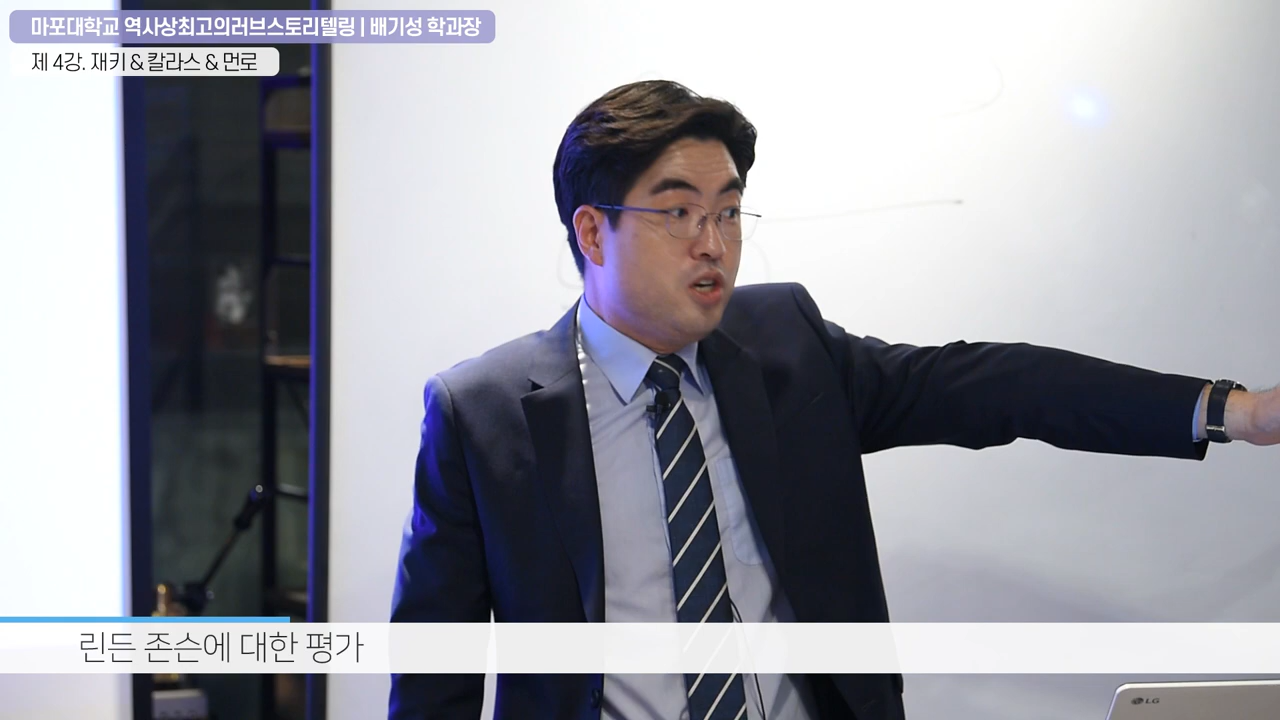 마포대학교 역사상최고의러브스토리텔링 | 배기성 학과장
제 4강. 재키 & 칼라스 & 먼로
린든 존슨에 대한 평가
LG